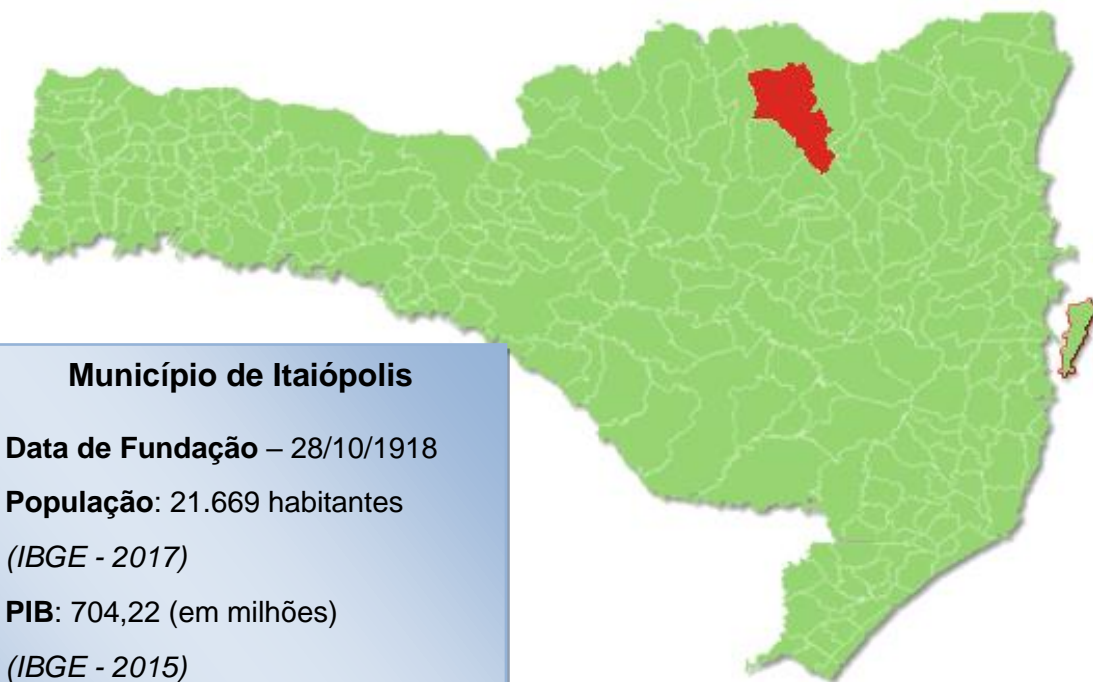 Município de Itaiópolis
Data de Fundação – 28/10/1918
População: 21.669 habitantes
(IBGE - 2017)
PIB: 704,22 (em milhões)
(IBGE - 2015)